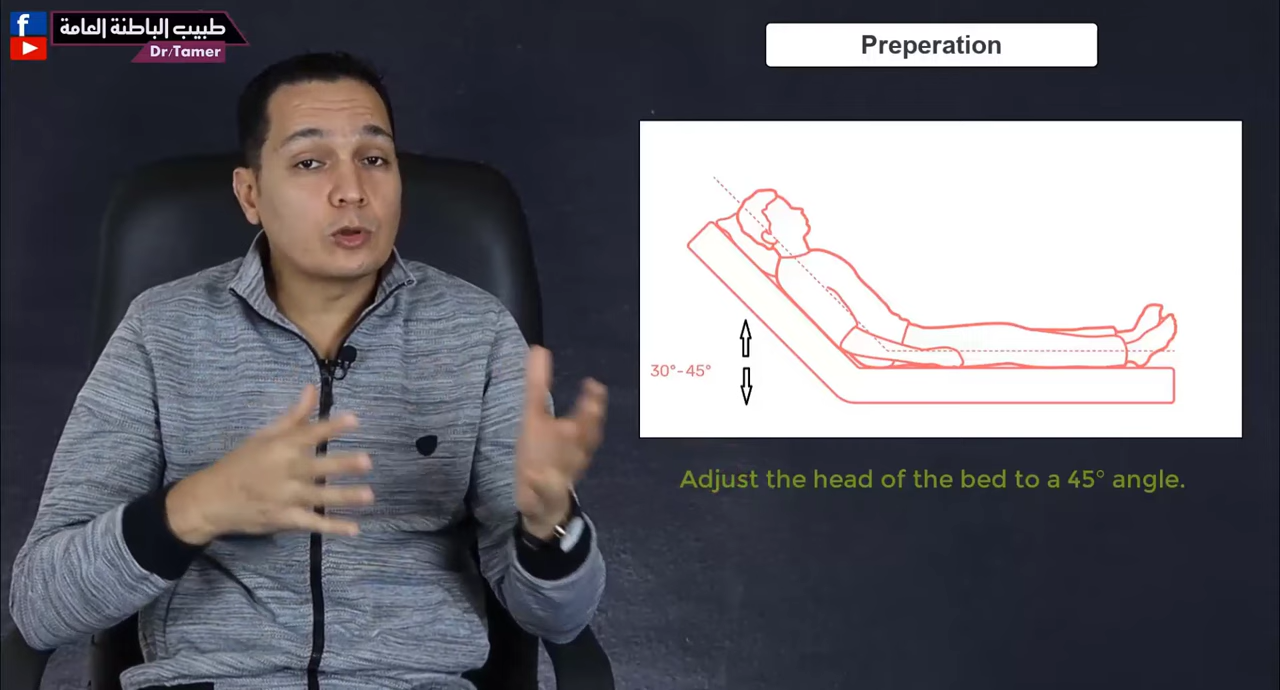 f
طبيب الباطنة العامة
Dr/Tamer
Preperation
30°-45°
Adjust the head of the bed to a 45° angle.